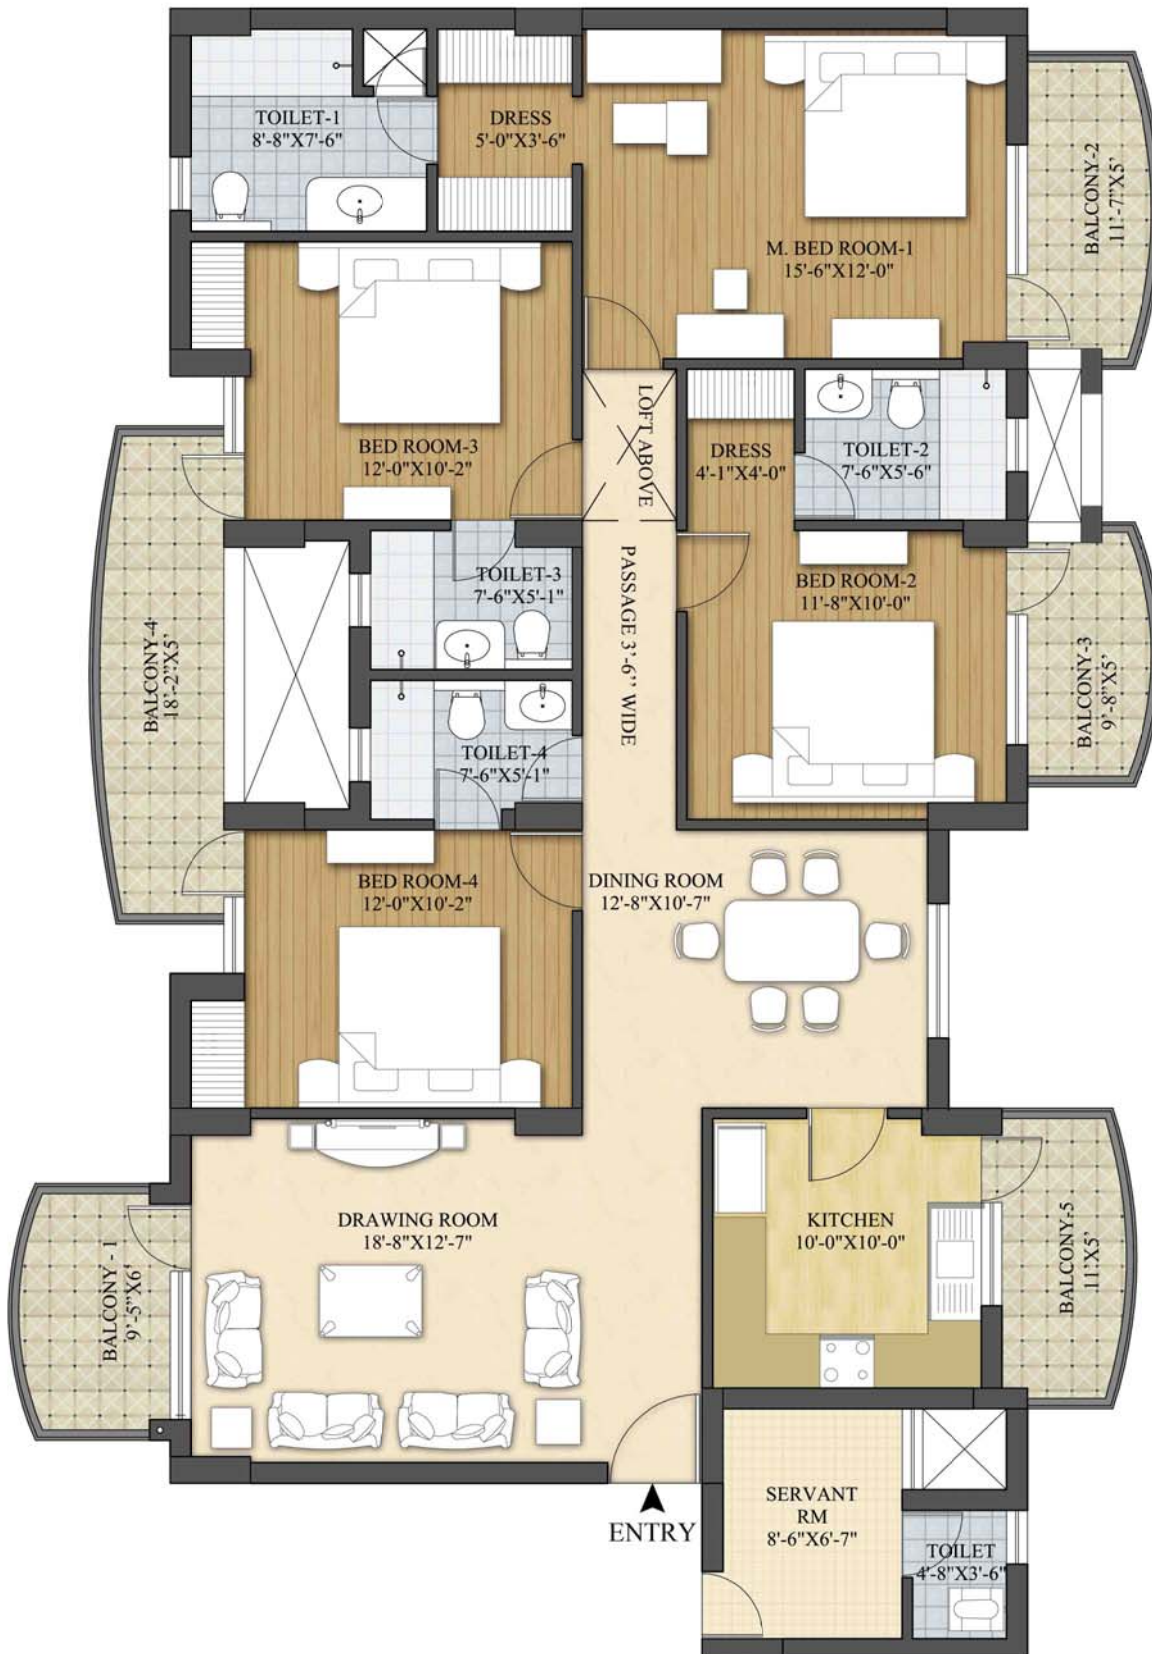 TOILET-1
8'-8"X7'-6"
DRESS
5'-0"X3'-6"
M. BED ROOM-1
15'-6"X12'-0"
BALCONY-2
11'-7"X5'
BED ROOM-3
12'-0"X10'-2"
LOFT ABOVE
DRESS
4'-1"X4'-0"
TOILET-2
7'-6"X5'-6"
BALCONY-4
18'-2"X5'
TOILET-3
7'-6"X5'-1"
PASSAGE 3'-6'' WIDE
BED ROOM-2
11'-8"X10'-0"
BALCONY-3
9'-8"X5'
TOILET-4
7'-6"X5'-1"
BED ROOM-4
12'-0"X10'-2"
DINING ROOM
12'-8"X10'-7"
BALCONY - 1
9'-5"X6'
DRAWING ROOM
18'-8"X12'-7"
KITCHEN
10'-0"X10'-0"
BALCONY-5
11'X5'
ENTRY
SERVANT
RM
8'-6"X6'-7"
TOILET
4'-8"X3'-6"